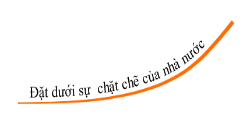 Đặt dưới sự chặt chẽ của nhà nước